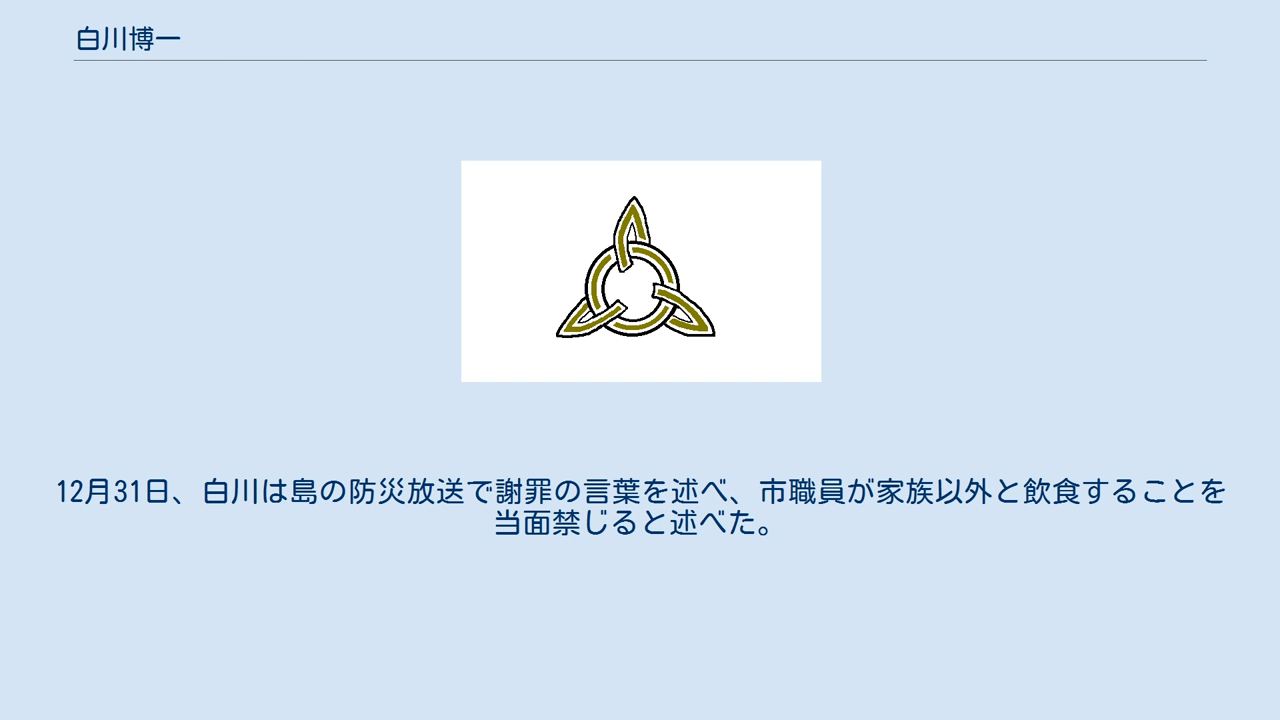 白川博一
12月31日、白川は島の防災放送で謝罪の言葉を述べ、市職員が家族以外と飲食することを
当面禁じると述べた。